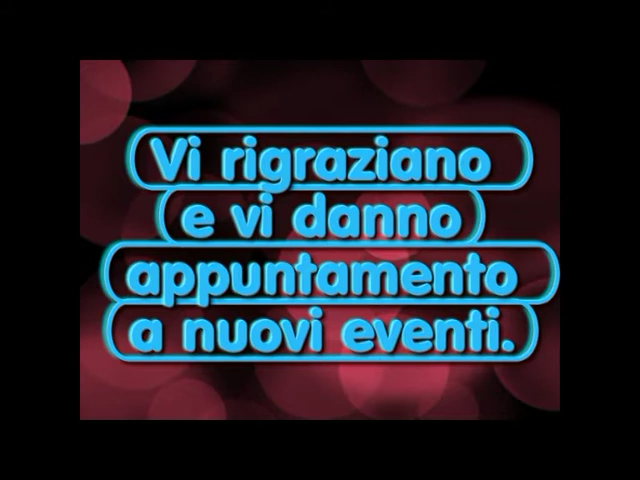 Vi rigraziano
e vi danno
appuntamento
a nuovi eventi.